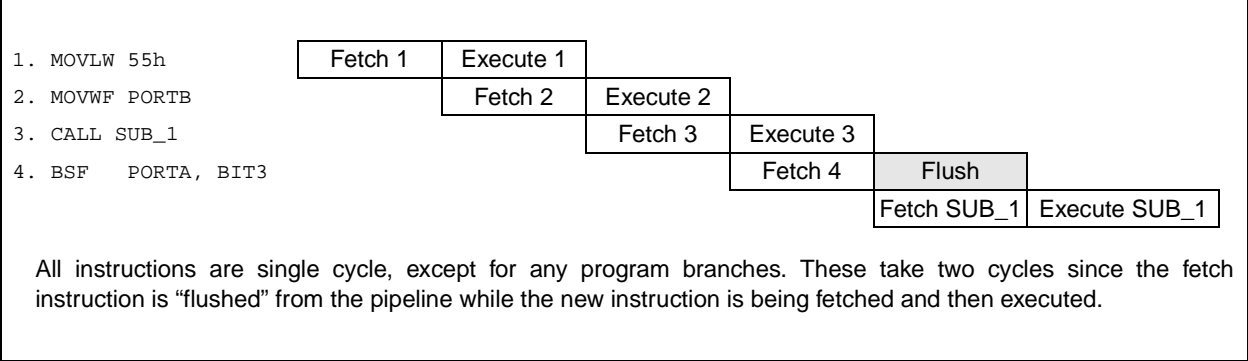 1. MOVLW 55h Fetch 1 Execute 1
2. MOVWF PORTB Fetch 2 Execute 2
3. CALL SUB_1 Fetch 3 Execute 3
4. BSF PORTA, BIT3 Fetch 4 Flush
Fetch SUB_1 Execute SUB_1
All instructions are single cycle, except for any program branches. These take two cycles since the fetch
instruction is “flushed” from the pipeline while the new instruction is being fetched and then executed.